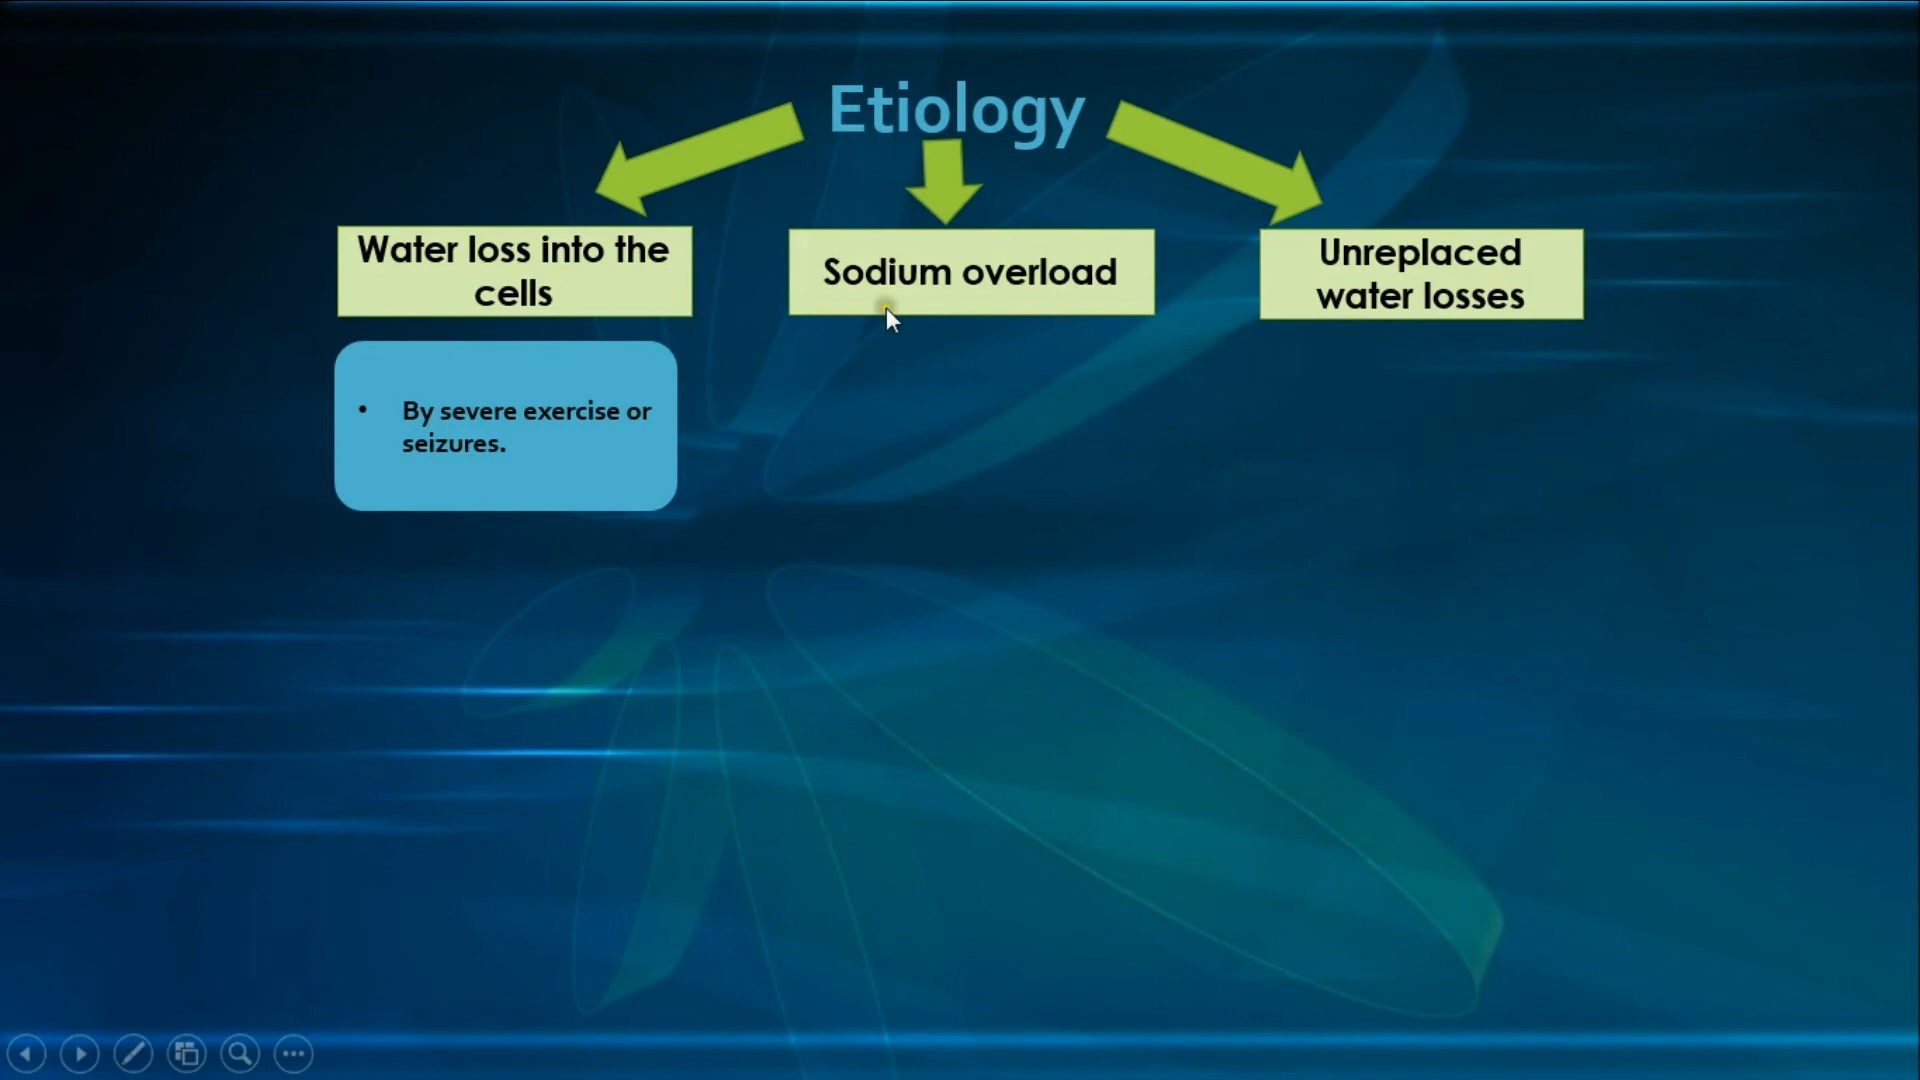 Etiology
Water loss into the
cells
Sodium overload
Unreplaced
water losses
• By severe exercise or
seizures.